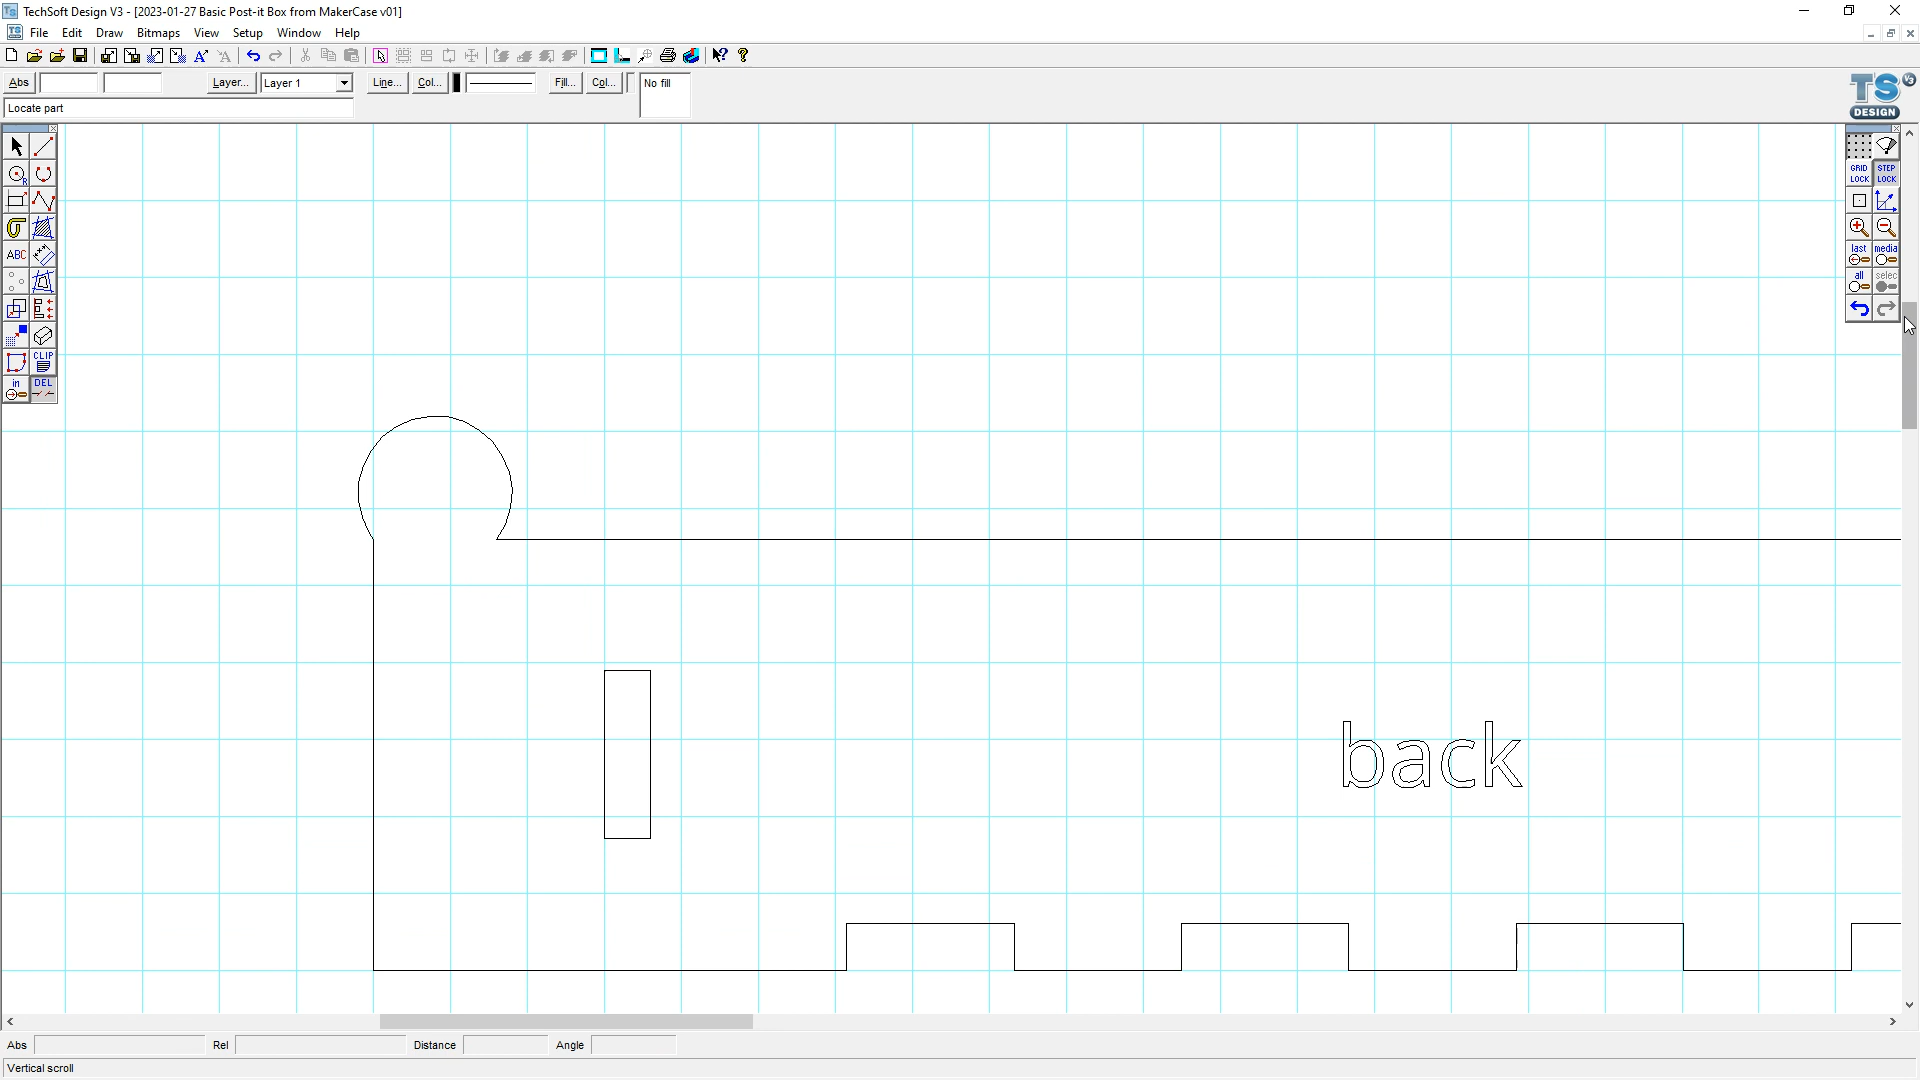 TechSoft Design V3 - [2023-01-27 Basic Post-it Box from MakerCase v01]
File Edit Draw Bitmaps View Setup Window Help
Abs Layer... Layer 1 Line... Col... Fill... Col... No fill
Locate part
TS V3
DESIGN
GRID LOCK STEP LOCK
ABC
last media
all selec
CLIP
in DEL
back
Abs Rel Distance Angle
Vertical scroll